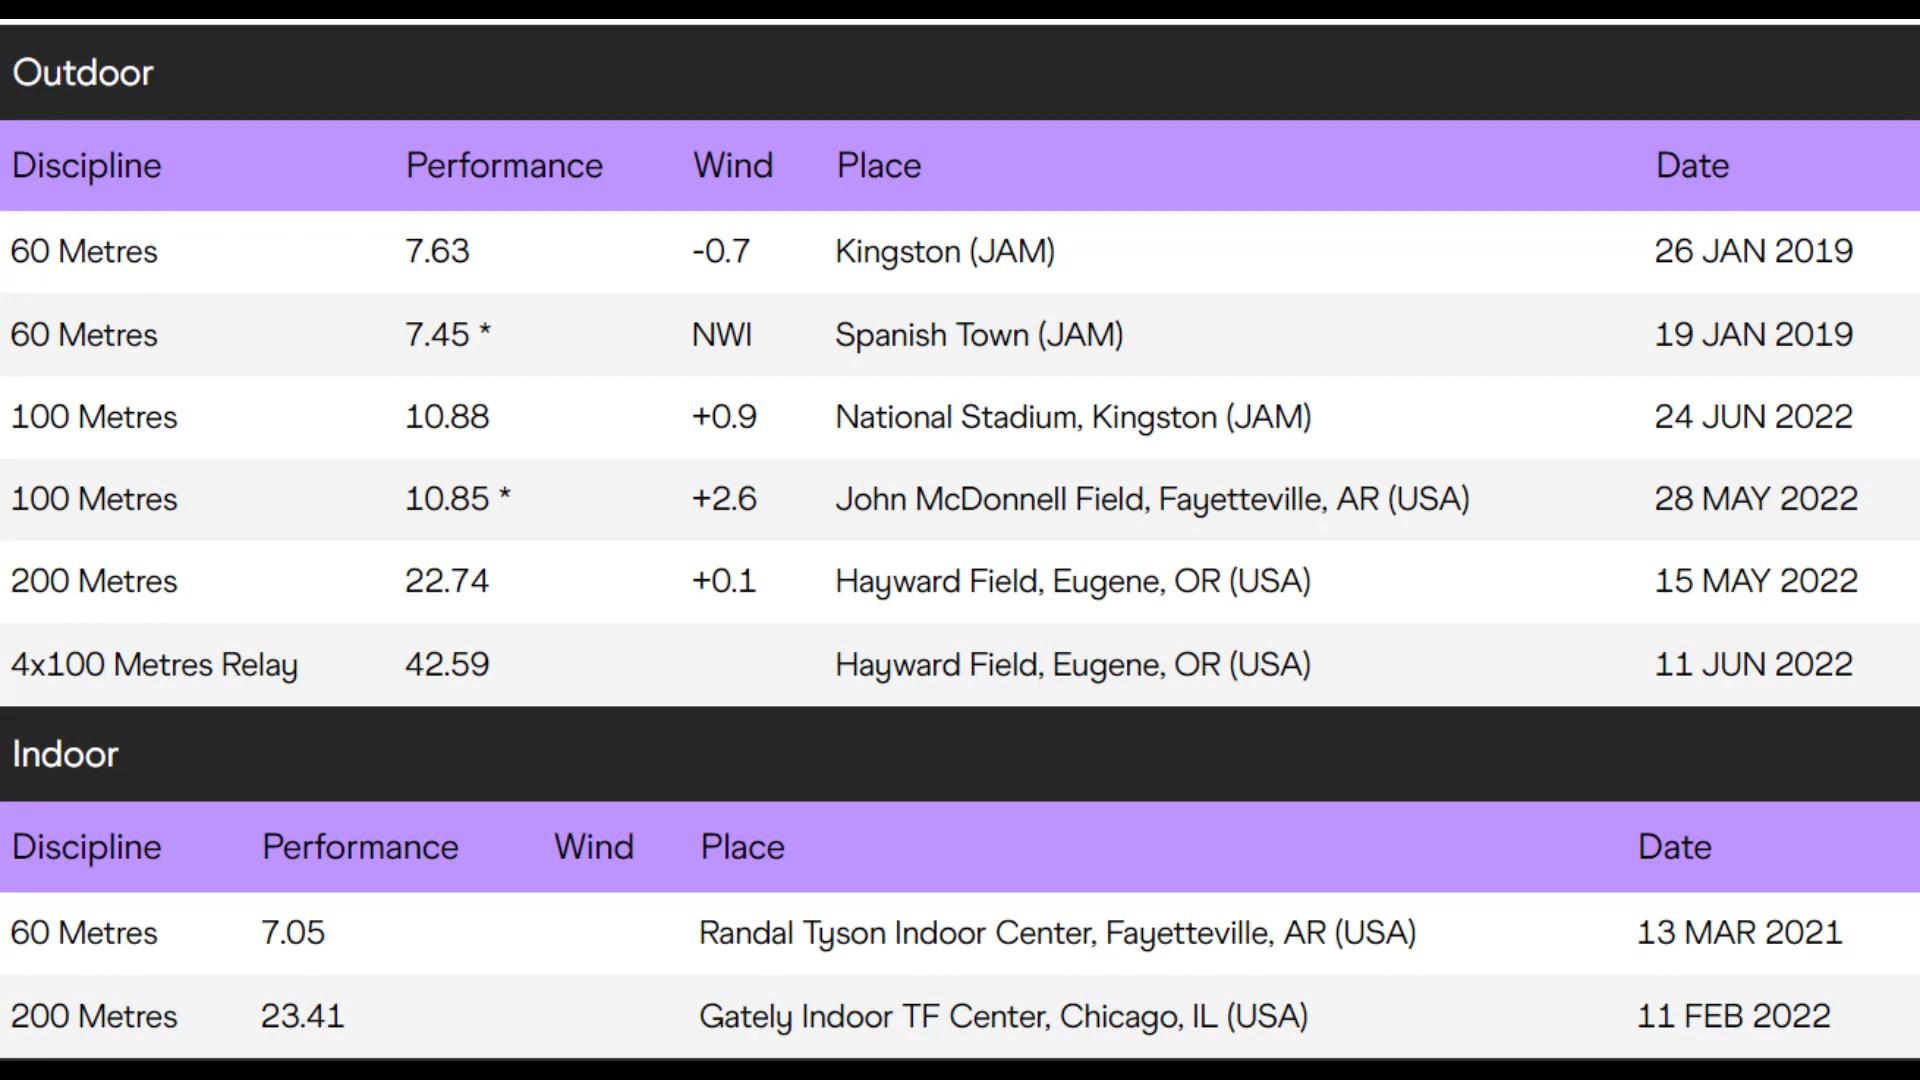 Outdoor
Discipline Performance Wind Place Date
60 Metres 7.63 -0.7 Kingston (JAM) 26 JAN 2019
60 Metres 7.45 * NWI Spanish Town (JAM) 19 JAN 2019
100 Metres 10.88 +0.9 National Stadium, Kingston (JAM) 24 JUN 2022
100 Metres 10.85 * +2.6 John McDonnell Field, Fayetteville, AR (USA) 28 MAY 2022
200 Metres 22.74 +0.1 Hayward Field, Eugene, OR (USA) 15 MAY 2022
4x100 Metres Relay 42.59 Hayward Field, Eugene, OR (USA) 11 JUN 2022
Indoor
Discipline Performance Wind Place Date
60 Metres 7.05 Randal Tyson Indoor Center, Fayetteville, AR (USA) 13 MAR 2021
200 Metres 23.41 Gately Indoor TF Center, Chicago, IL (USA) 11 FEB 2022